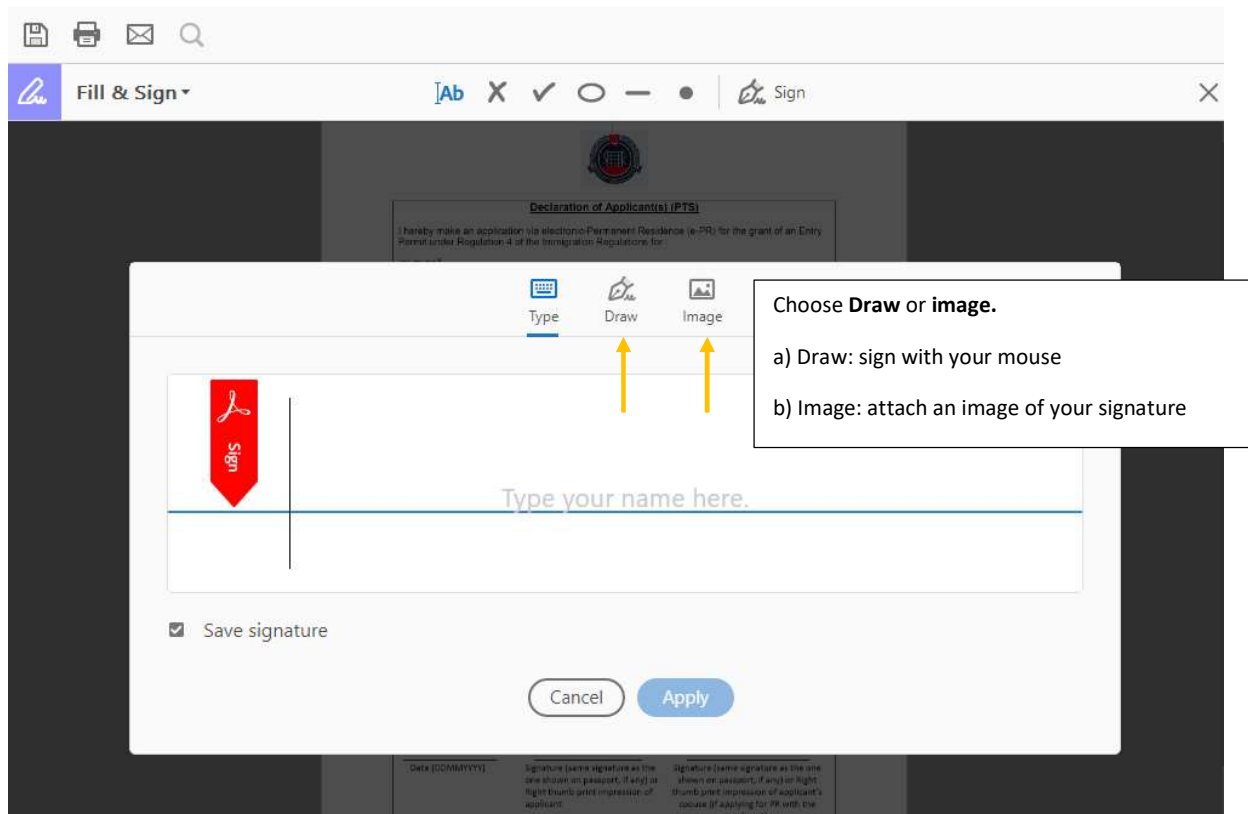 Fill & Sign
Ab
Sign
Declaration of Applicant(s) (PTS)
I hereby make an application via electronic-Permanent Residence (e-PR) for the grant of an Entry
Permit under Regulation 4 of the Immigration Regulations for :
Type
Draw
Image
Choose Draw or image.
a) Draw: sign with your mouse
b) Image: attach an image of your signature
Sign
Type your name here.
Save signature
Cancel
Apply
Date (DDMMYYYY)
Signature (same signature as the
one shown on passport, if any) or
Right thumb print impression of
applicant
Signature (same signature as the one
shown on passport, if any) or Right
thumb print impression of applicant's
spouse (if applying for PR with the